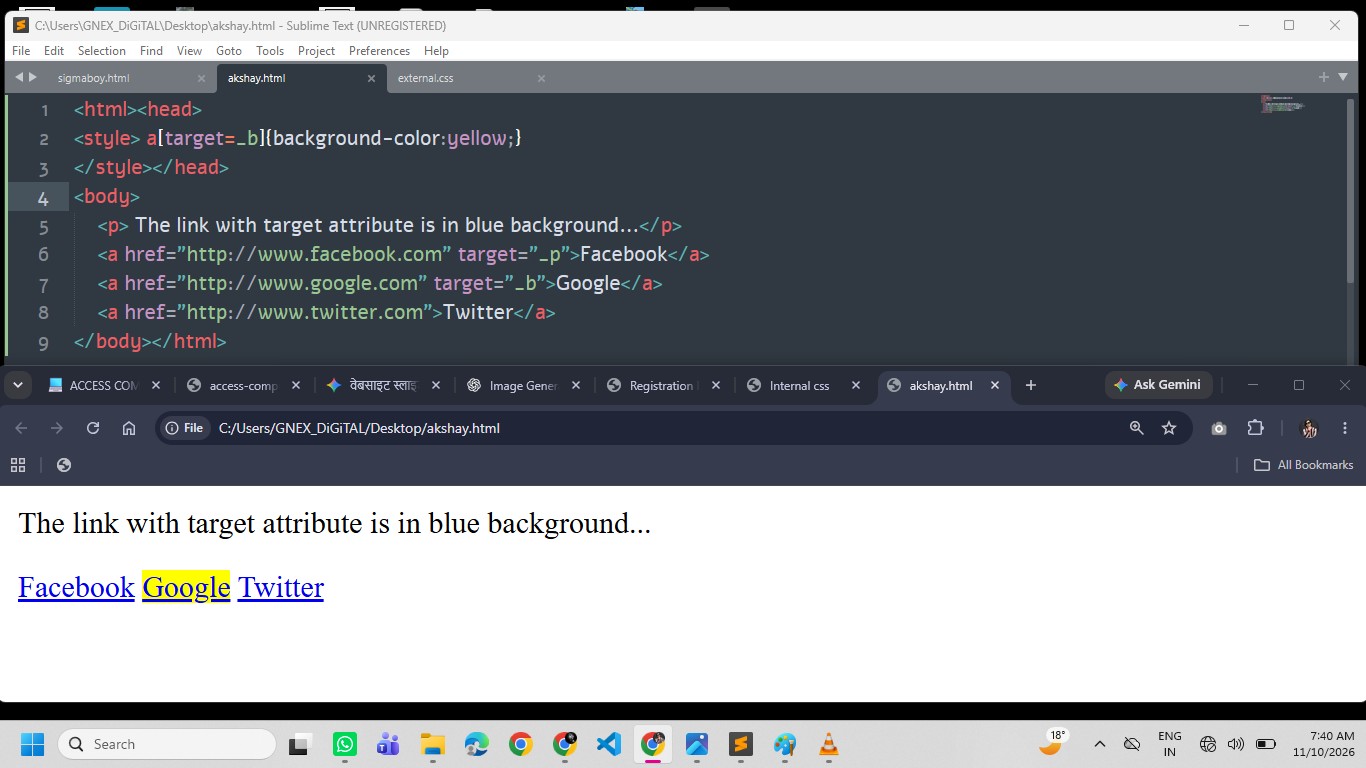 C:\Users\GNEX_DiGiTAL\Desktop\akshay.html - Sublime Text (UNREGISTERED)
File Edit Selection Find View Goto Tools Project Preferences Help
sigmaboy.html akshay.html external.css
1 <html><head>
2 <style> a[target=_b]{background-color:yellow;}
3 </style></head>
4 <body>
5 <p> The link with target attribute is in blue background...</p>
6 <a href="http://www.facebook.com" target="_p">Facebook</a>
7 <a href="http://www.google.com" target="_b">Google</a>
8 <a href="http://www.twitter.com">Twitter</a>
9 </body></html>
ACCESS COM access-comp वेबसाइट स्लाइ Image Gener Registration Internal css akshay.html Ask Gemini
File C:/Users/GNEX_DiGiTAL/Desktop/akshay.html
All Bookmarks
The link with target attribute is in blue background...
Facebook Google Twitter
Search 18° ENG IN 7:40 AM
11/10/2026